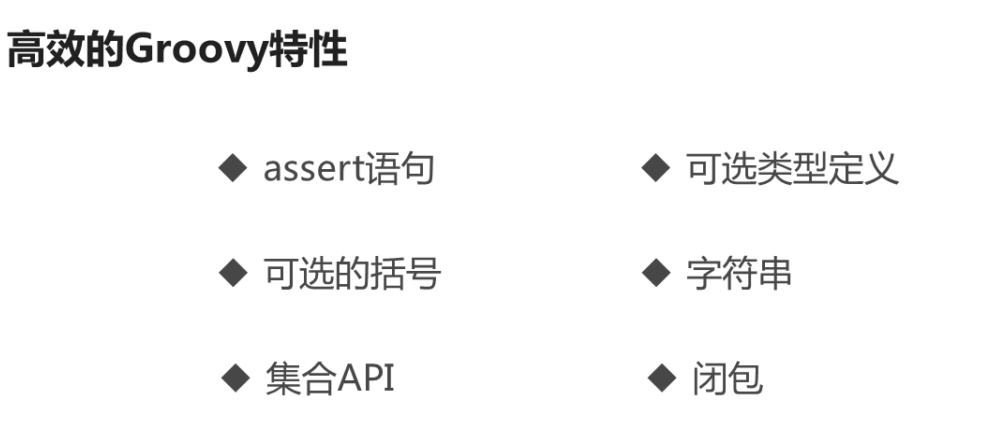 高效的Groovy特性
◆ assert语句 ◆ 可选类型定义
◆ 可选的括号 ◆ 字符串
◆ 集合API ◆ 闭包